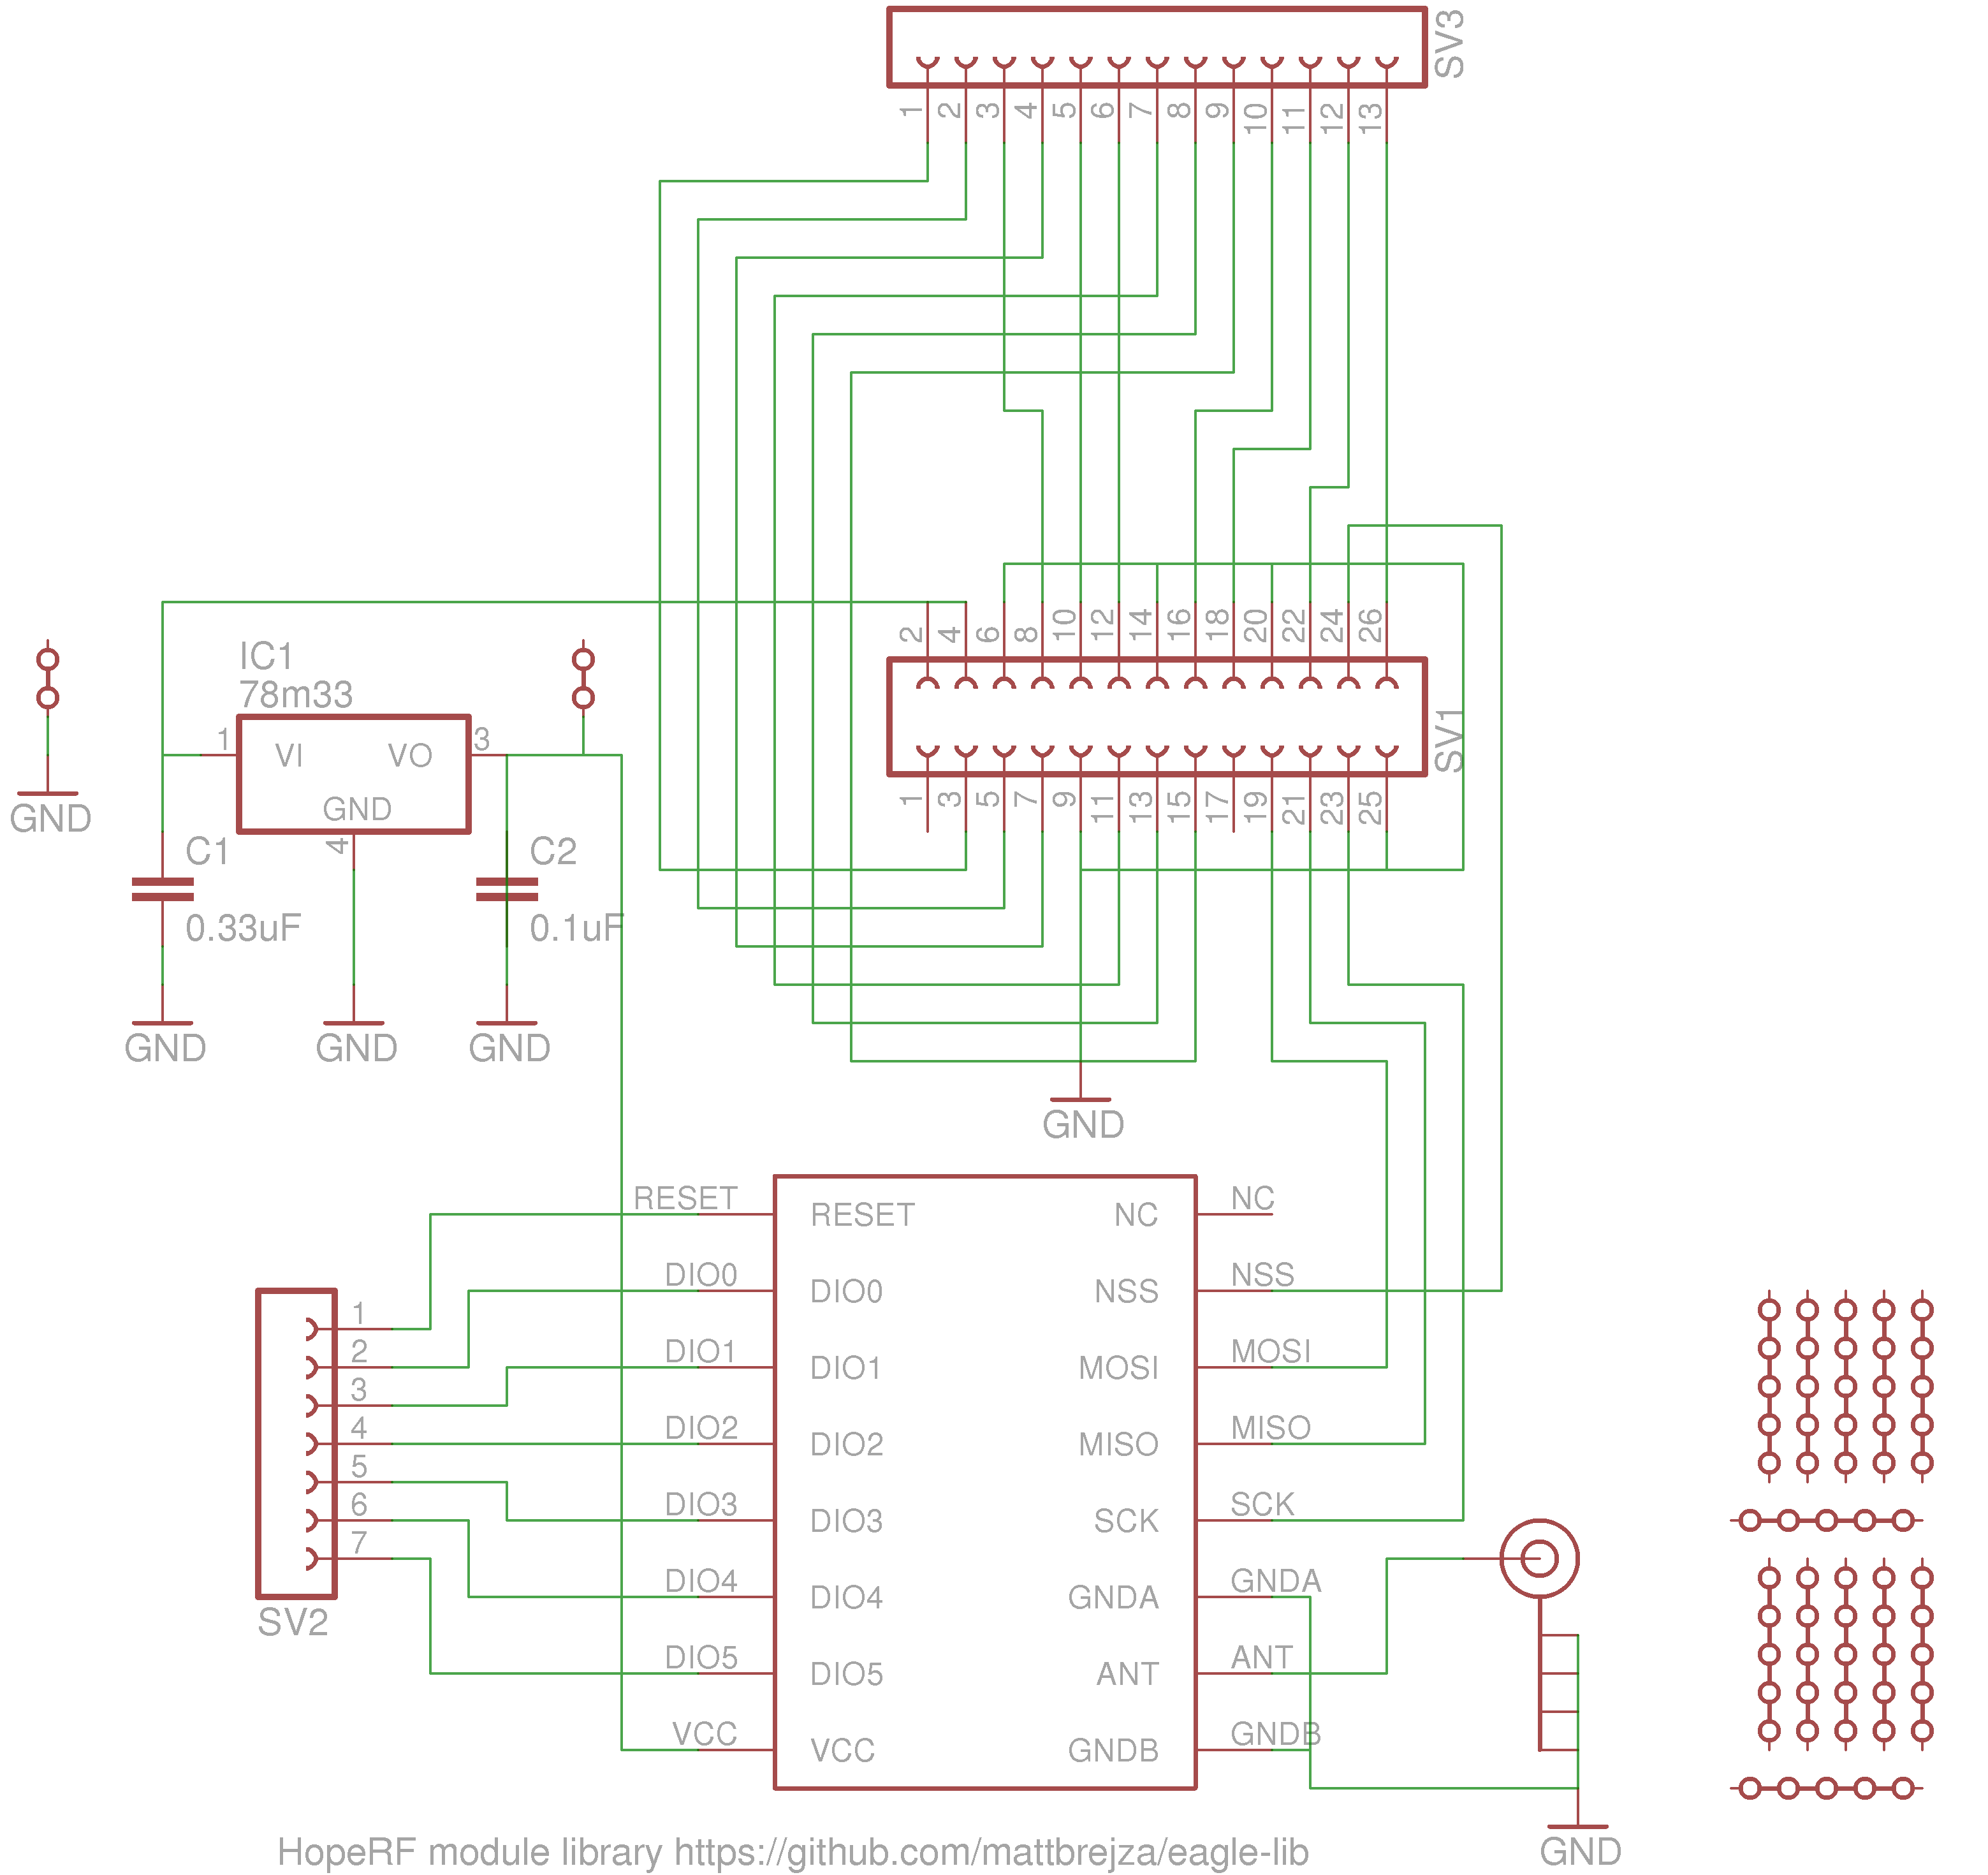 SV3
1 2 3 4 5 6 7 8 9 10 11 12 13
2 4 6 8 10 12 14 16 18 20 22 24 26
SV1
1 3 5 7 9 11 13 15 17 19 21 23 25
GND
IC1
78m33
1 VI VO 3
GND
4
GND
C1
0.33uF
C2
0.1uF
GND
GND
GND
RESET RESET NC NC
DIO0 DIO0 NSS NSS
DIO1 DIO1 MOSI MOSI
DIO2 DIO2 MISO MISO
DIO3 DIO3 SCK SCK
DIO4 DIO4 GNDA GNDA
DIO5 DIO5 ANT ANT
VCC VCC GNDB GNDB
1
2
3
4
5
6
7
SV2
GND
HopeRF module library https://github.com/mattbrejza/eagle-lib